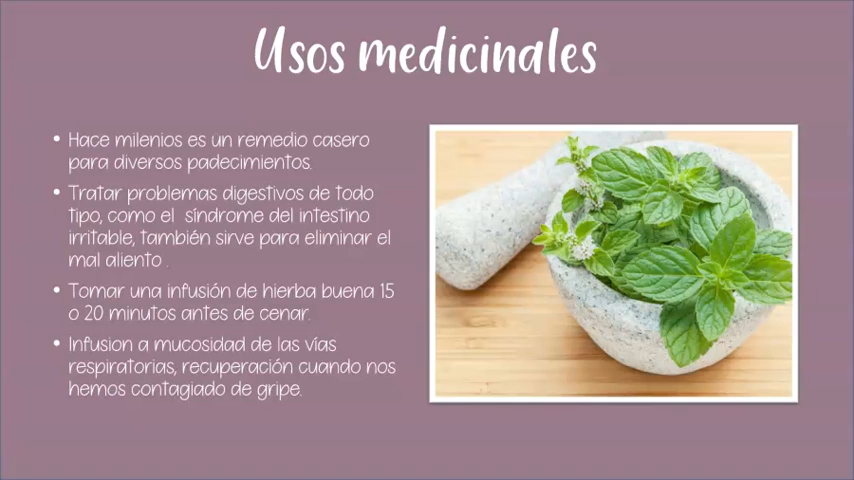 Usos medicinales
• Hace milenios es un remedio casero
para diversos padecimientos.
• Tratar problemas digestivos de todo
tipo, como el síndrome del intestino
irritable, también sirve para eliminar el
mal aliento .
• Tomar una infusión de hierba buena 15
o 20 minutos antes de cenar.
• Infusion a mucosidad de las vías
respiratorias, recuperación cuando nos
hemos contagiado de gripe.